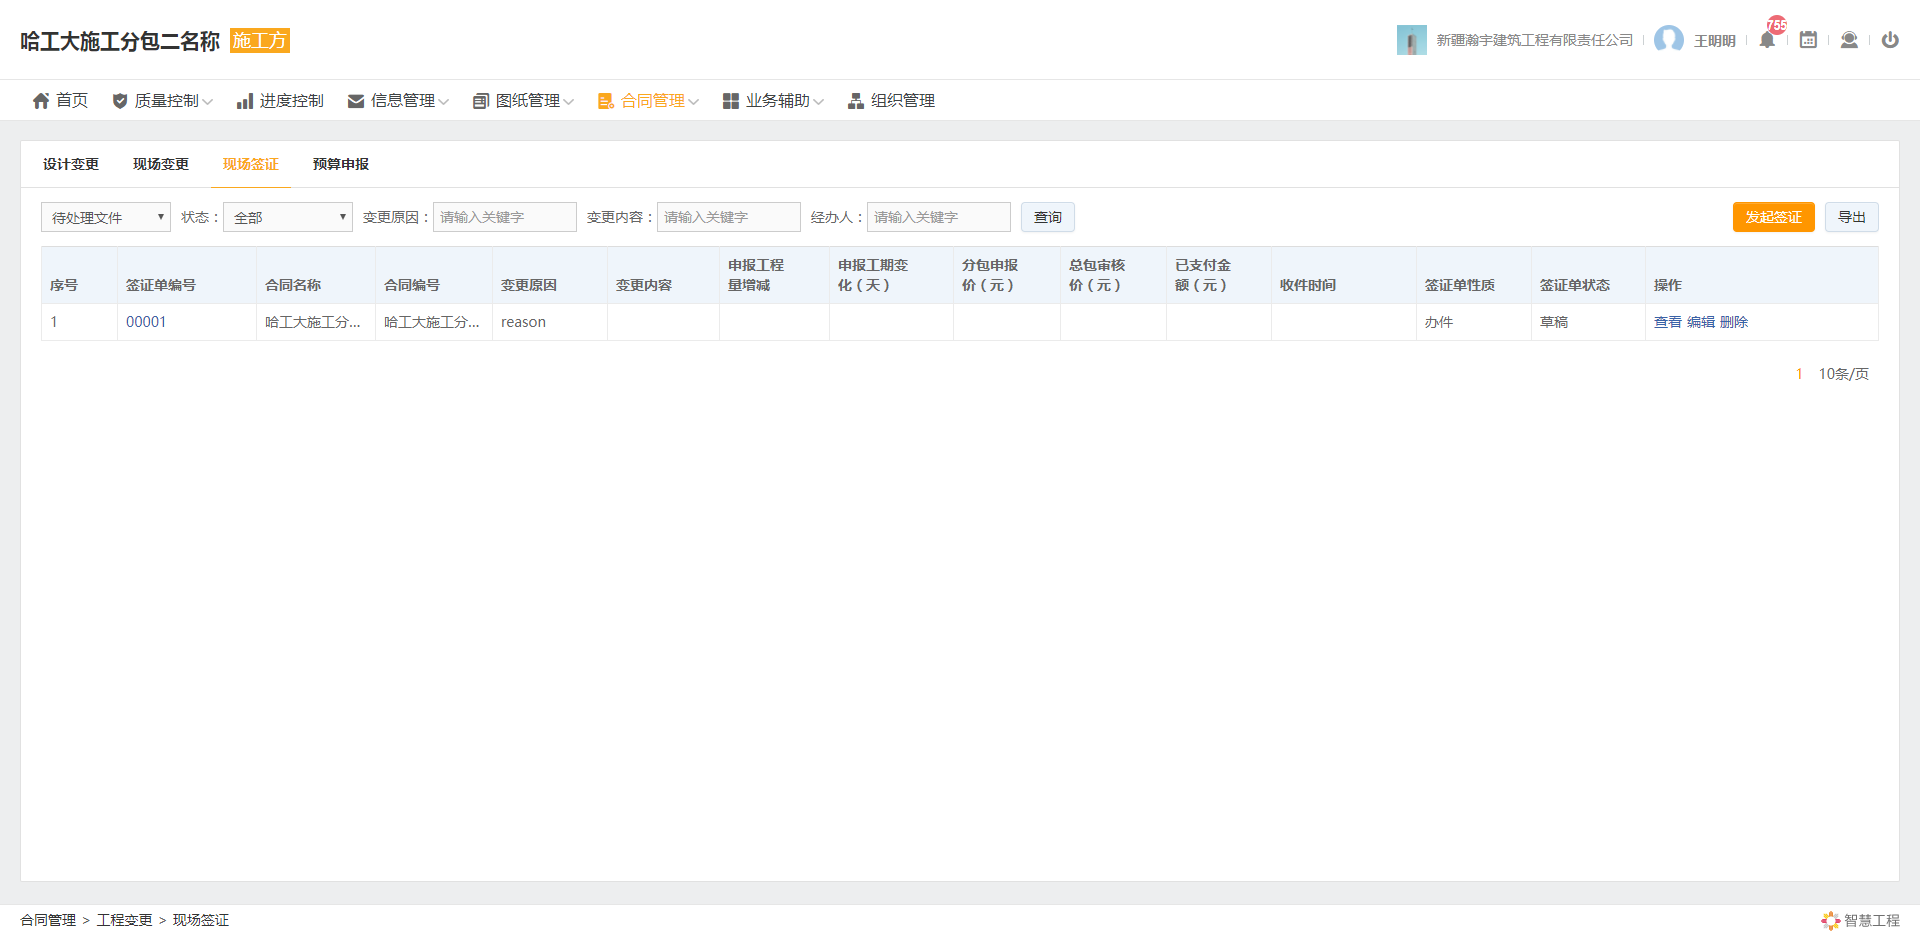 哈工大施工分包二名称 施工方
新疆瀚宇建筑工程有限责任公司 王明明 755
首页 质量控制 进度控制 信息管理 图纸管理 合同管理 业务辅助 组织管理
设计变更 现场变更 现场签证 预算申报
待处理文件 状态： 全部 变更原因： 请输入关键字 变更内容： 请输入关键字 经办人： 请输入关键字 查询 发起签证 导出
序号 签证单编号 合同名称 合同编号 变更原因 变更内容 申报工程量增减 申报工期变化（天） 分包申报价（元） 总包审核价（元） 已支付金额（元） 收件时间 签证单性质 签证单状态 操作
1 00001 哈工大施工分... 哈工大施工分... reason 办件 草稿 查看 编辑 删除
1 10条/页
合同管理 > 工程变更 > 现场签证
智慧工程